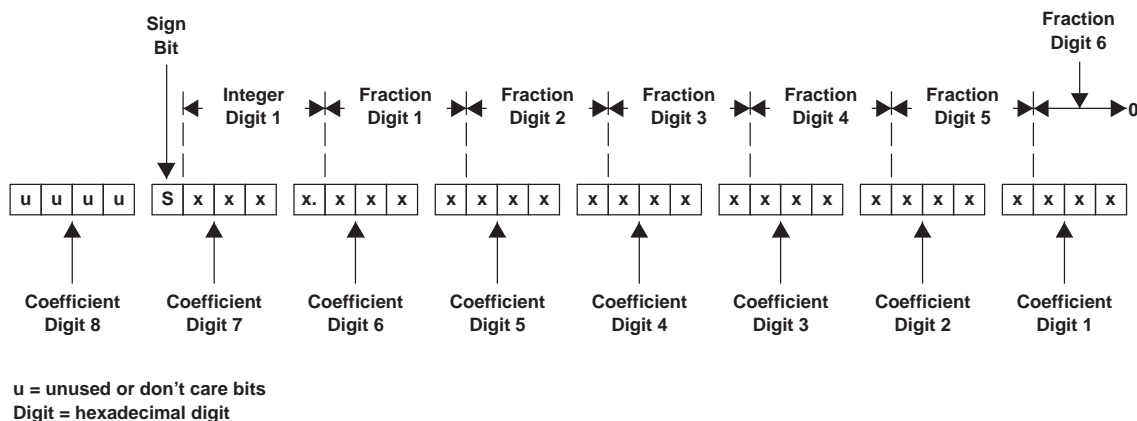 Sign
Bit
Fraction
Digit 6
Integer
Digit 1
Fraction
Digit 1
Fraction
Digit 2
Fraction
Digit 3
Fraction
Digit 4
Fraction
Digit 5
0
u u u u S x x x x. x x x x x x x x x x x x x x x x x x x x x x x
Coefficient
Digit 8
Coefficient
Digit 7
Coefficient
Digit 6
Coefficient
Digit 5
Coefficient
Digit 4
Coefficient
Digit 3
Coefficient
Digit 2
Coefficient
Digit 1
u = unused or don’t care bits
Digit = hexadecimal digit